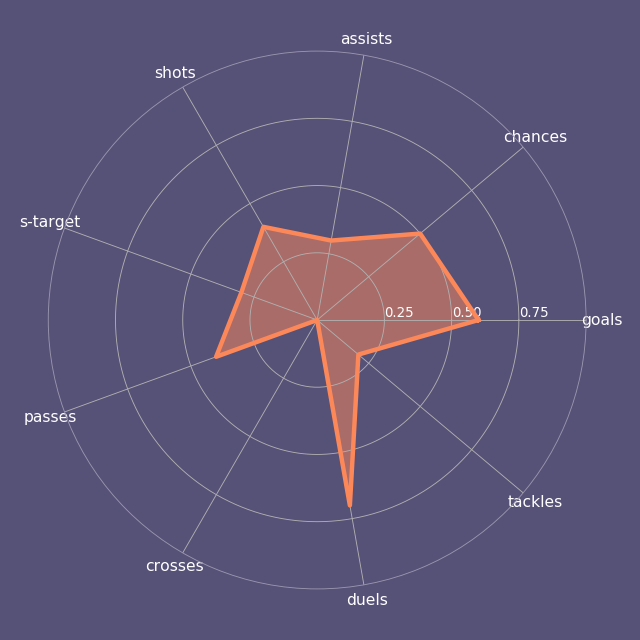 assists
shots
chances
s-target
0.25
0.50
0.75
goals
passes
tackles
crosses
duels